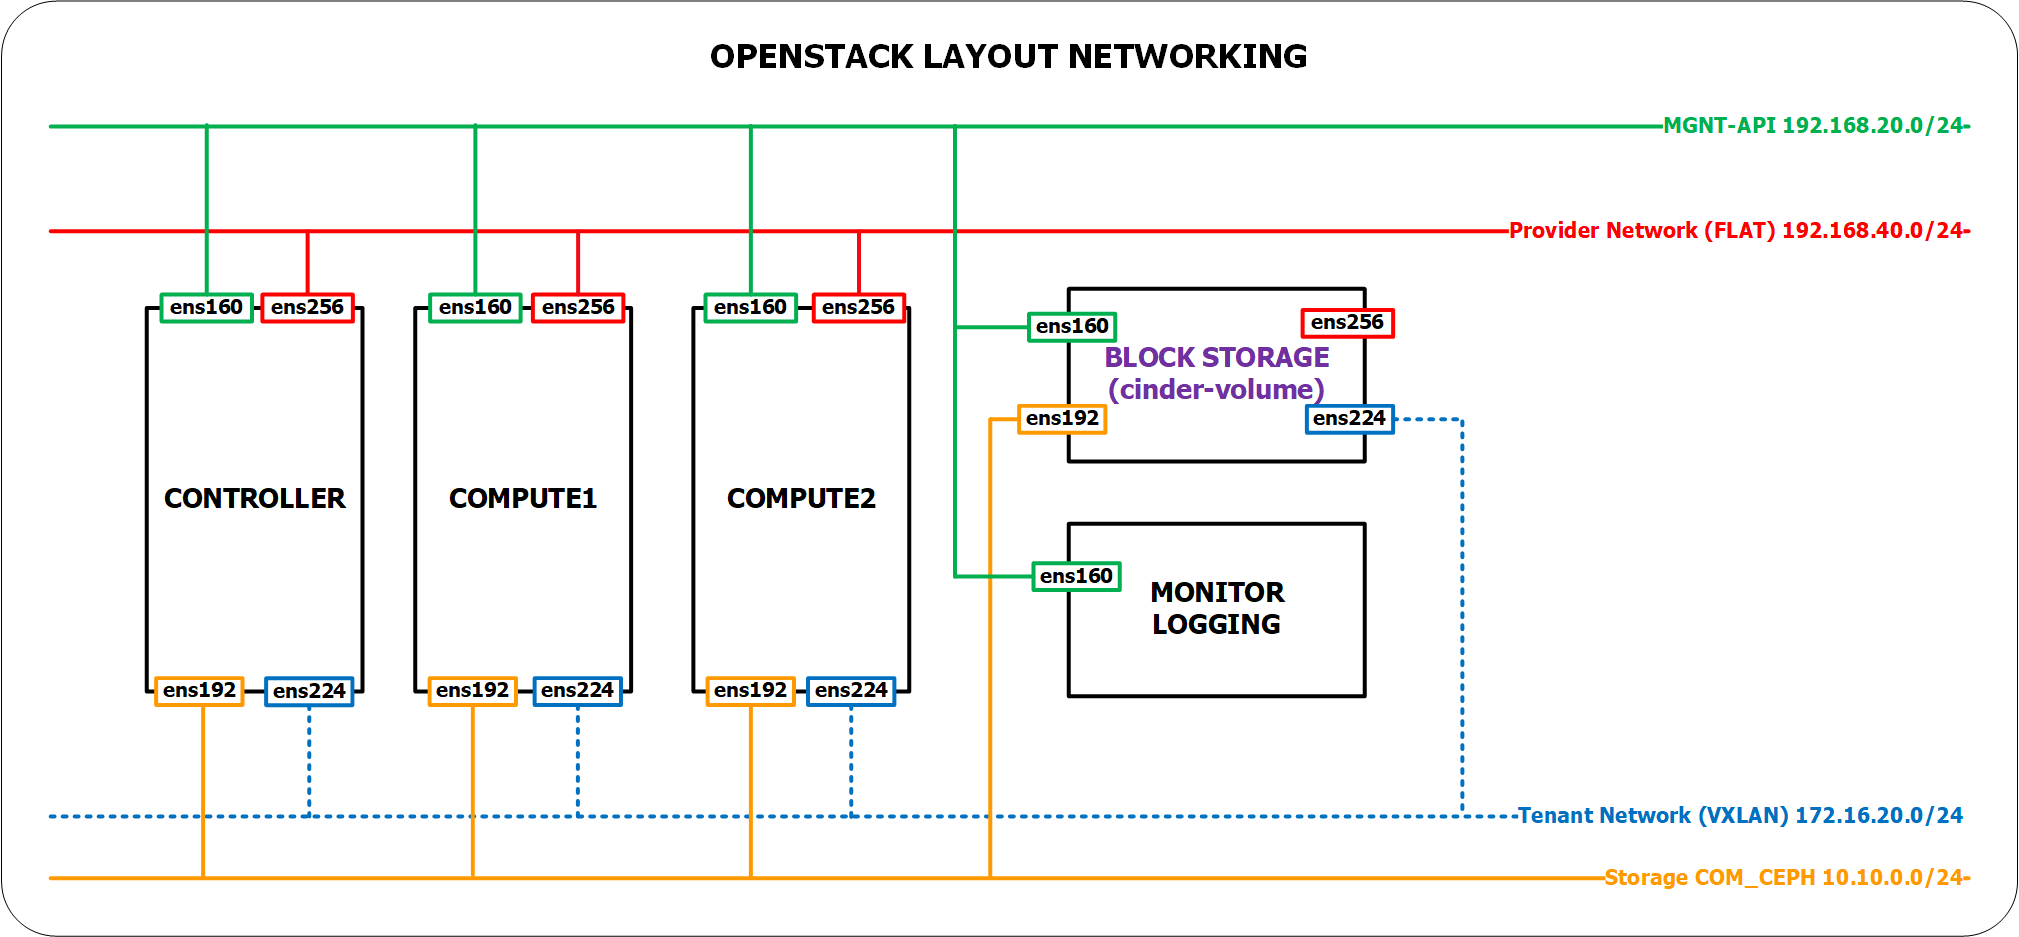 OPENSTACK LAYOUT NETWORKING
MGNT-API 192.168.20.0/24-
Provider Network (FLAT) 192.168.40.0/24-
ens160
ens256
ens160
ens256
ens160
ens256
ens160
ens256
BLOCK STORAGE
(cinder-volume)
ens192
ens224
CONTROLLER
COMPUTE1
COMPUTE2
ens160
MONITOR
LOGGING
ens192
ens224
ens192
ens224
ens192
ens224
Tenant Network (VXLAN) 172.16.20.0/24
Storage COM_CEPH 10.10.0.0/24-